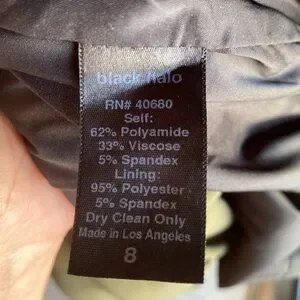 black halo
RN# 40680
Self:
62% Polyamide
33% Viscose
5% Spandex
Lining:
95% Polyester
5% Spandex
Dry Clean Only
Made in Los Angeles
8